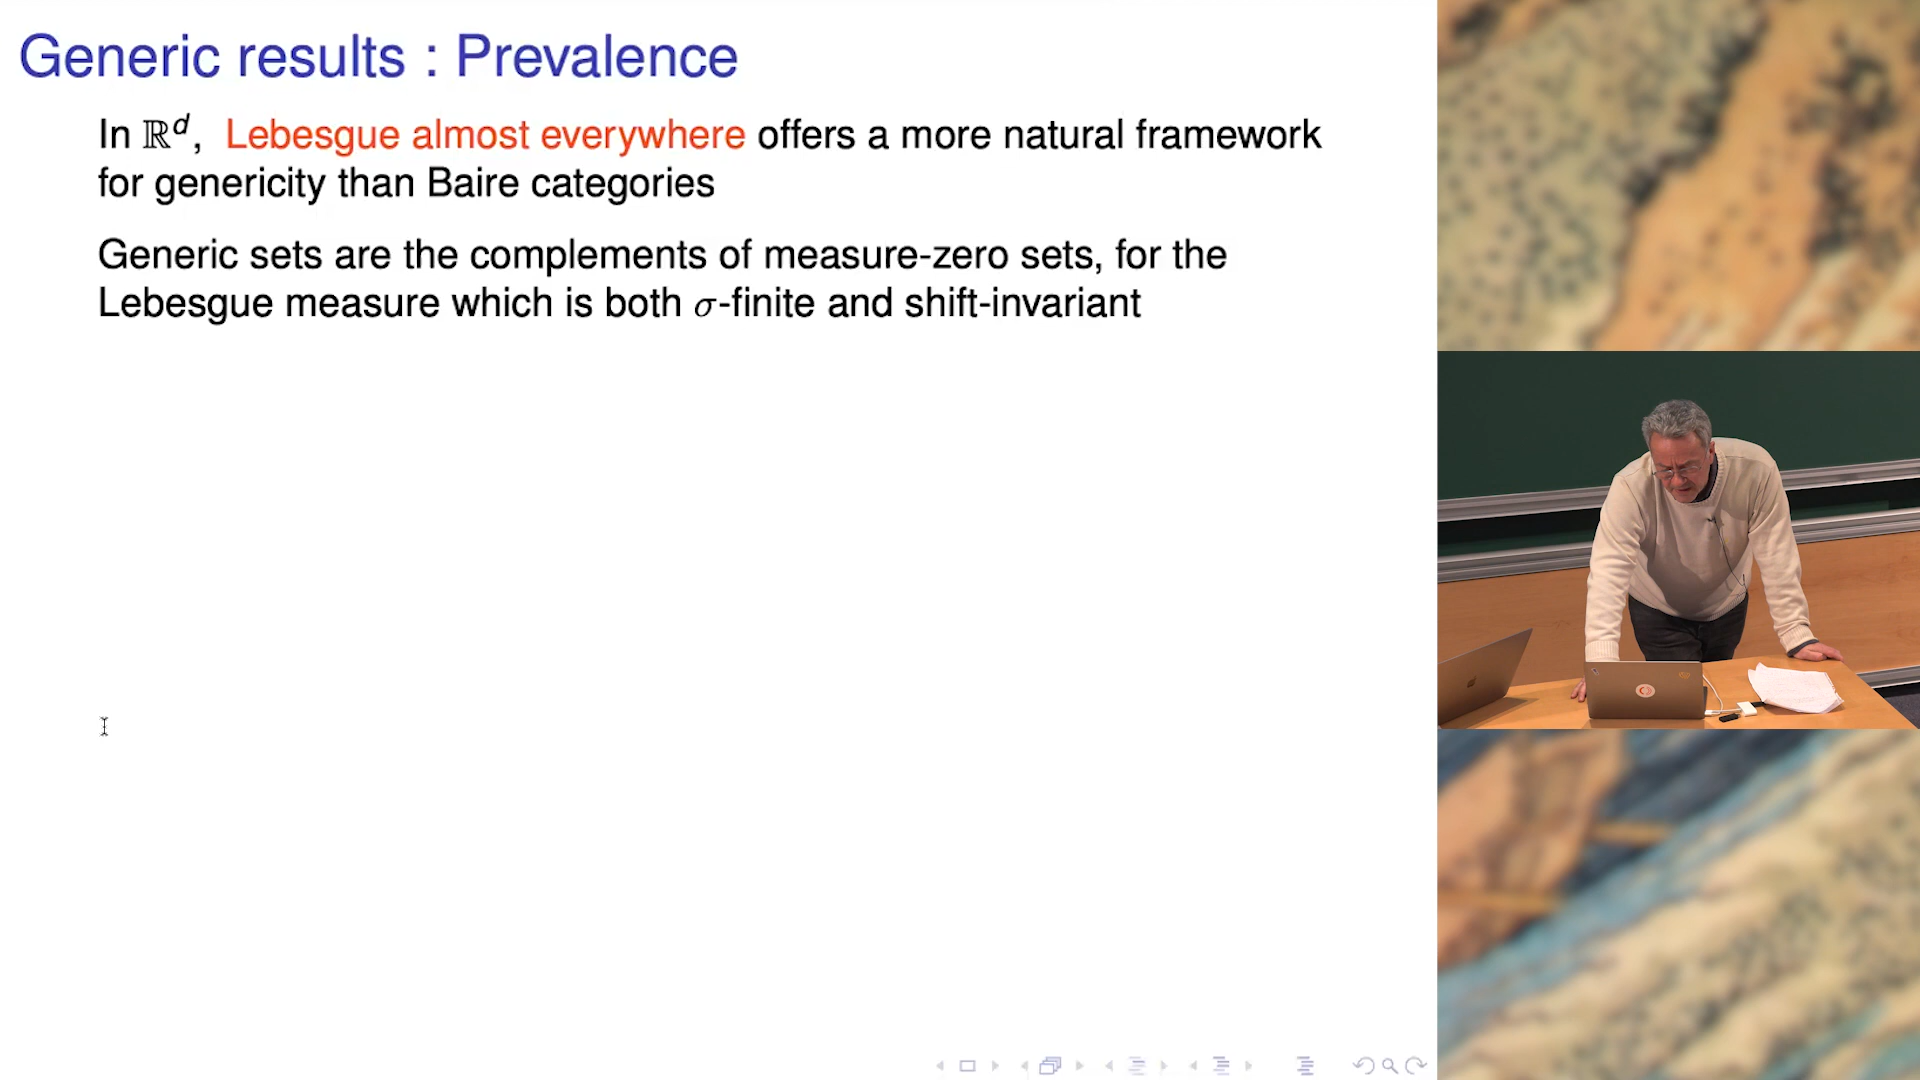 Generic results : Prevalence
In ℝᵈ, Lebesgue almost everywhere offers a more natural framework
for genericity than Baire categories
Generic sets are the complements of measure-zero sets, for the
Lebesgue measure which is both σ-finite and shift-invariant